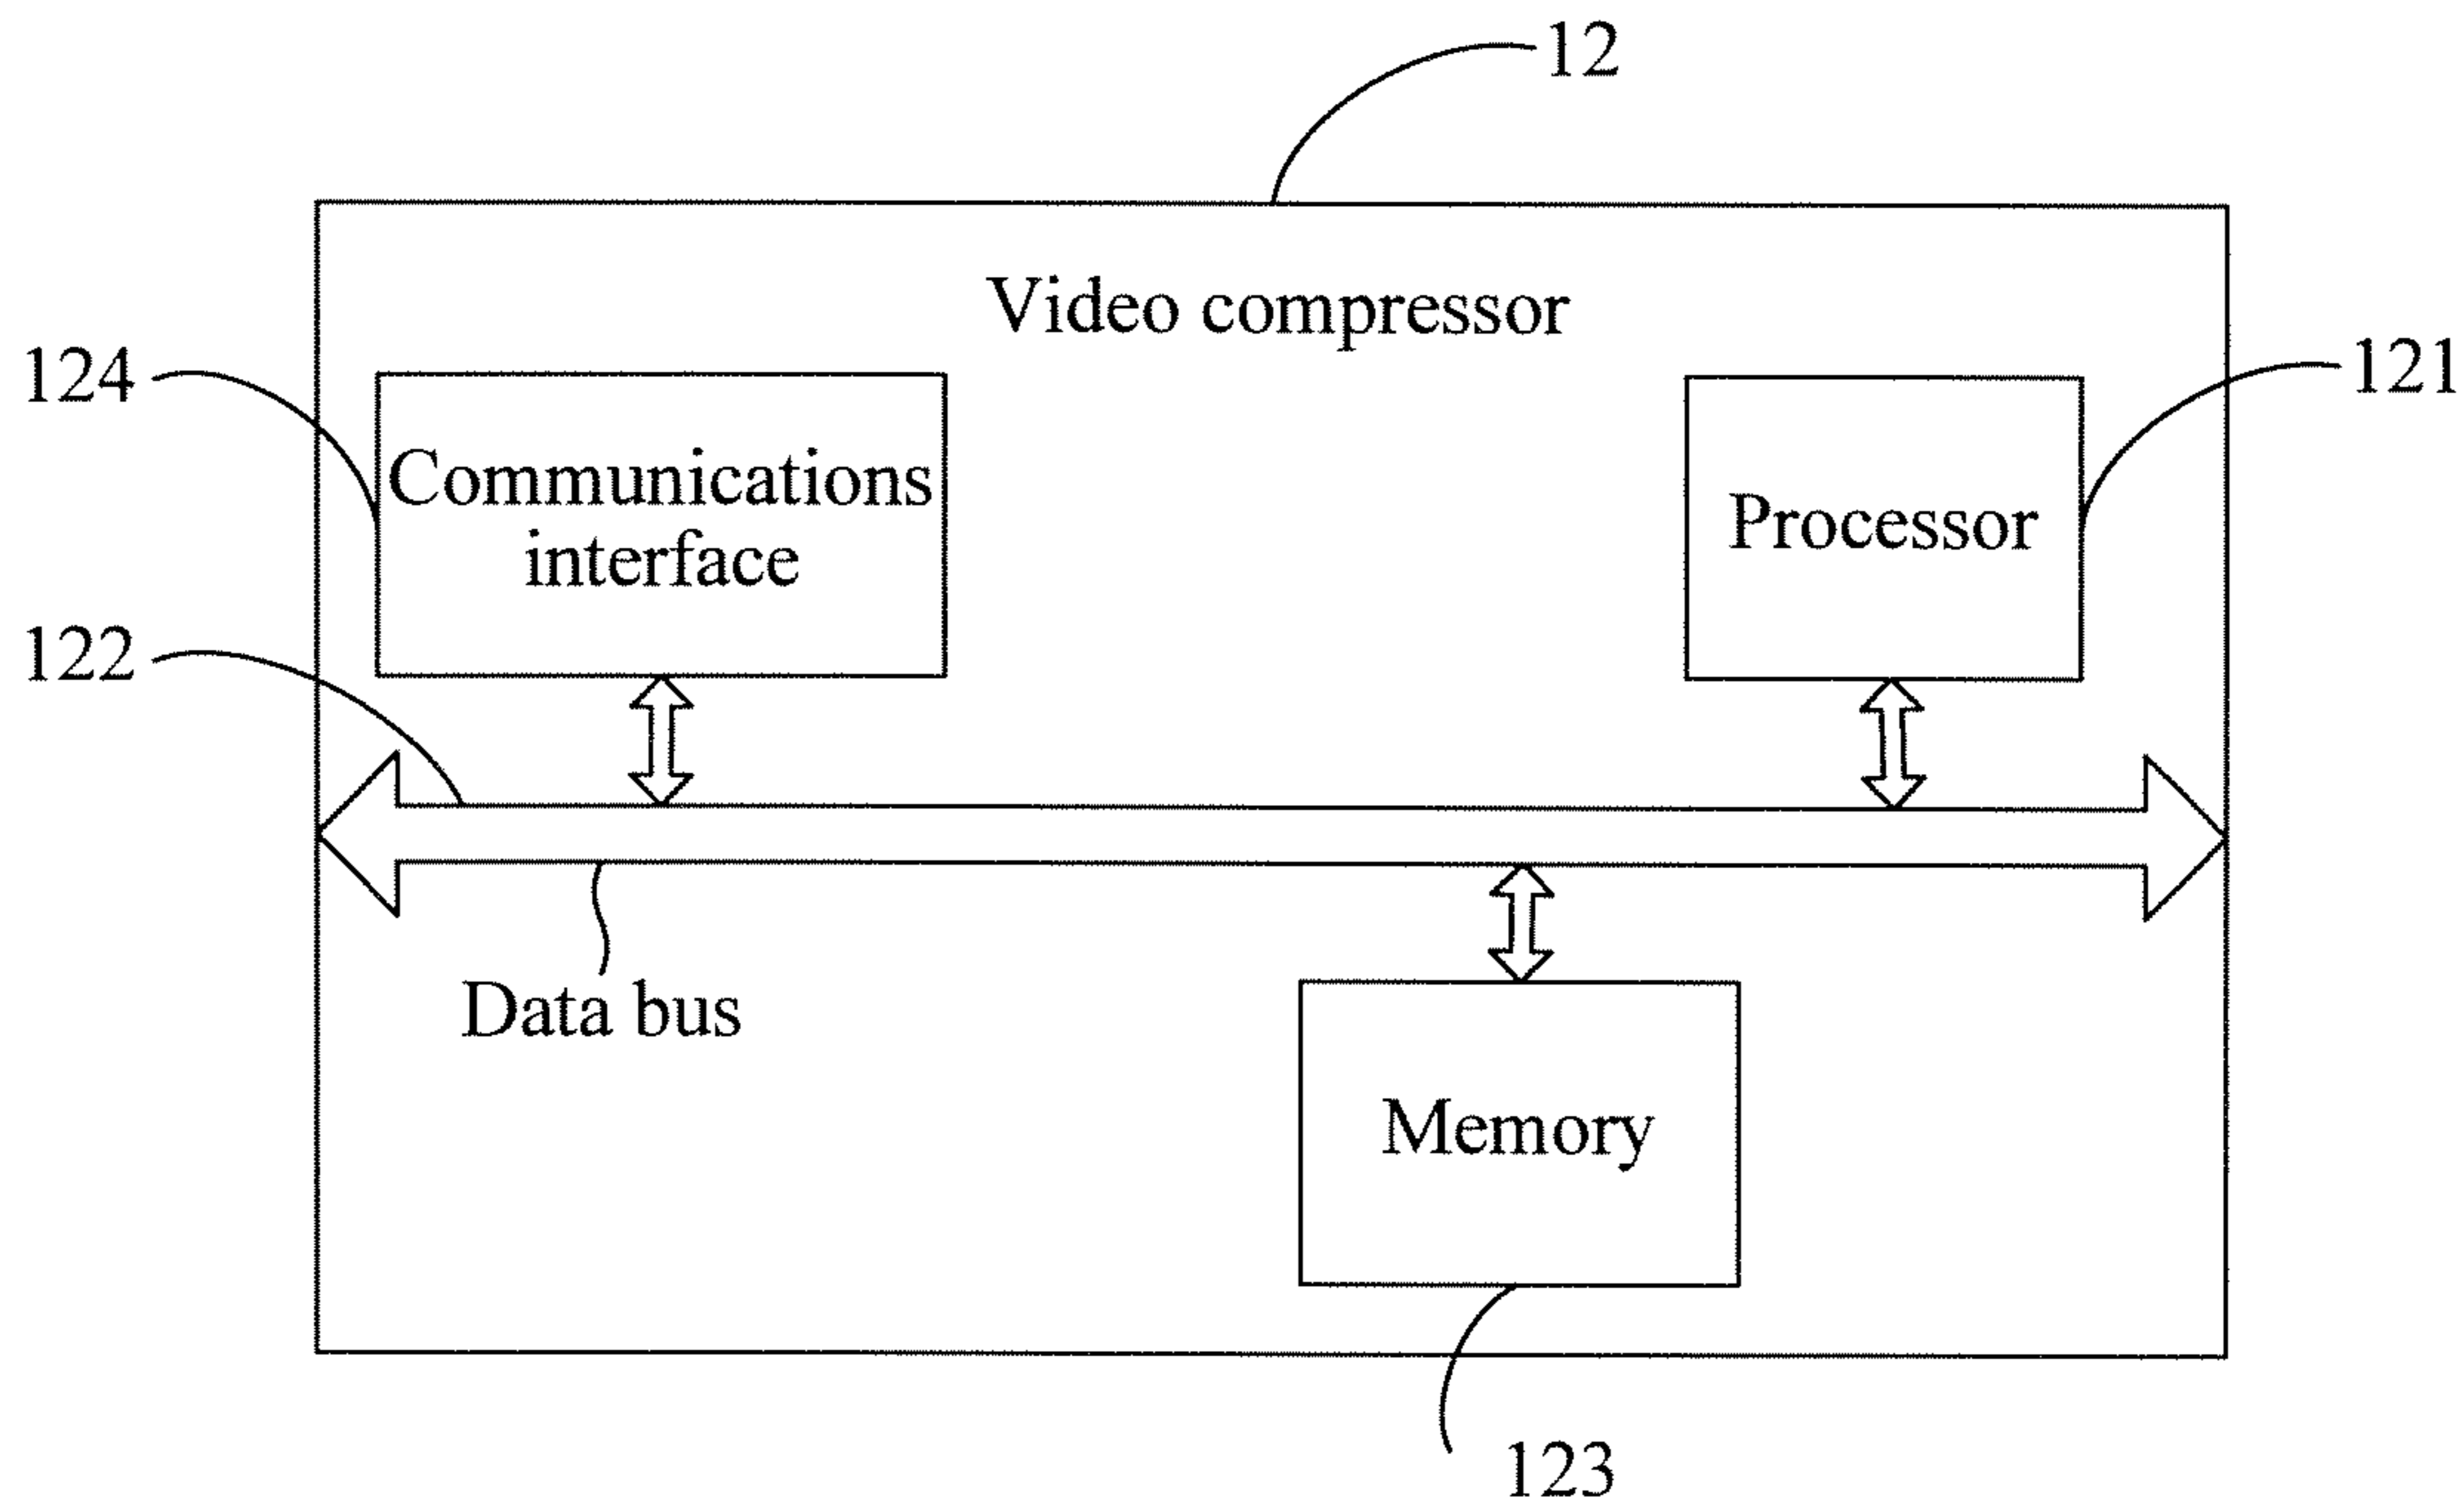 12
Video compressor
124
Communications
interface
Processor
121
122
Data bus
Memory
123